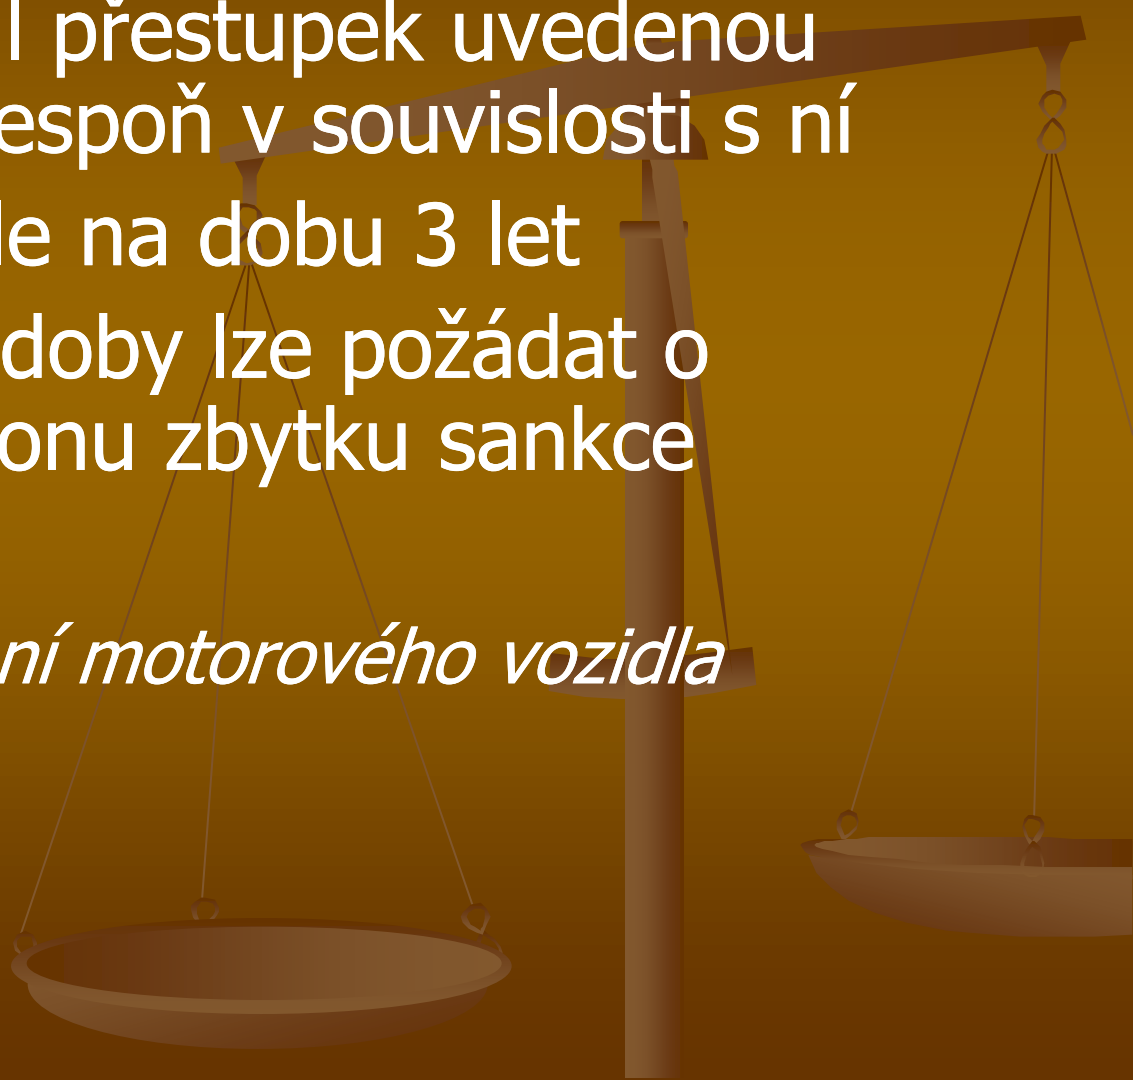 l přestupek uvedenou
espoň v souvislosti s ní
le na dobu 3 let
doby lze požádat o
onu zbytku sankce
ní motorového vozidla